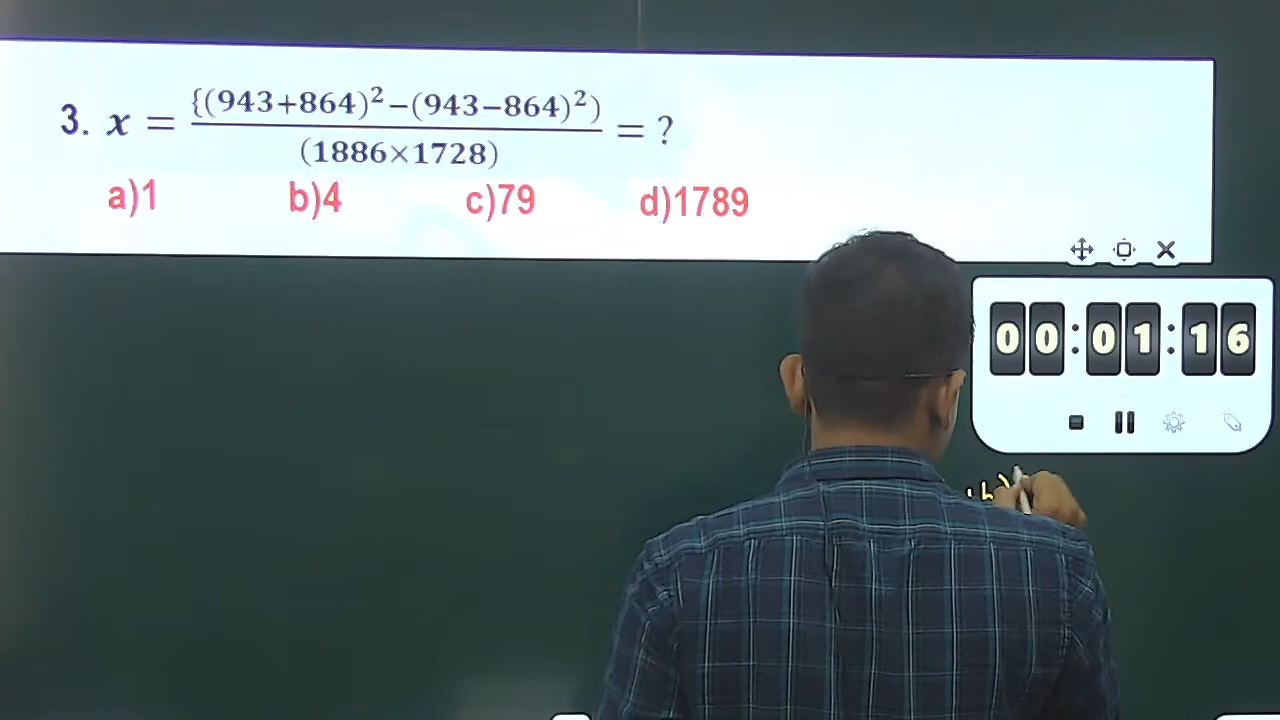 3. x = {(943+864)²−(943−864)²) / (1886×1728) = ?
a)1 b)4 c)79 d)1789
00:01:16